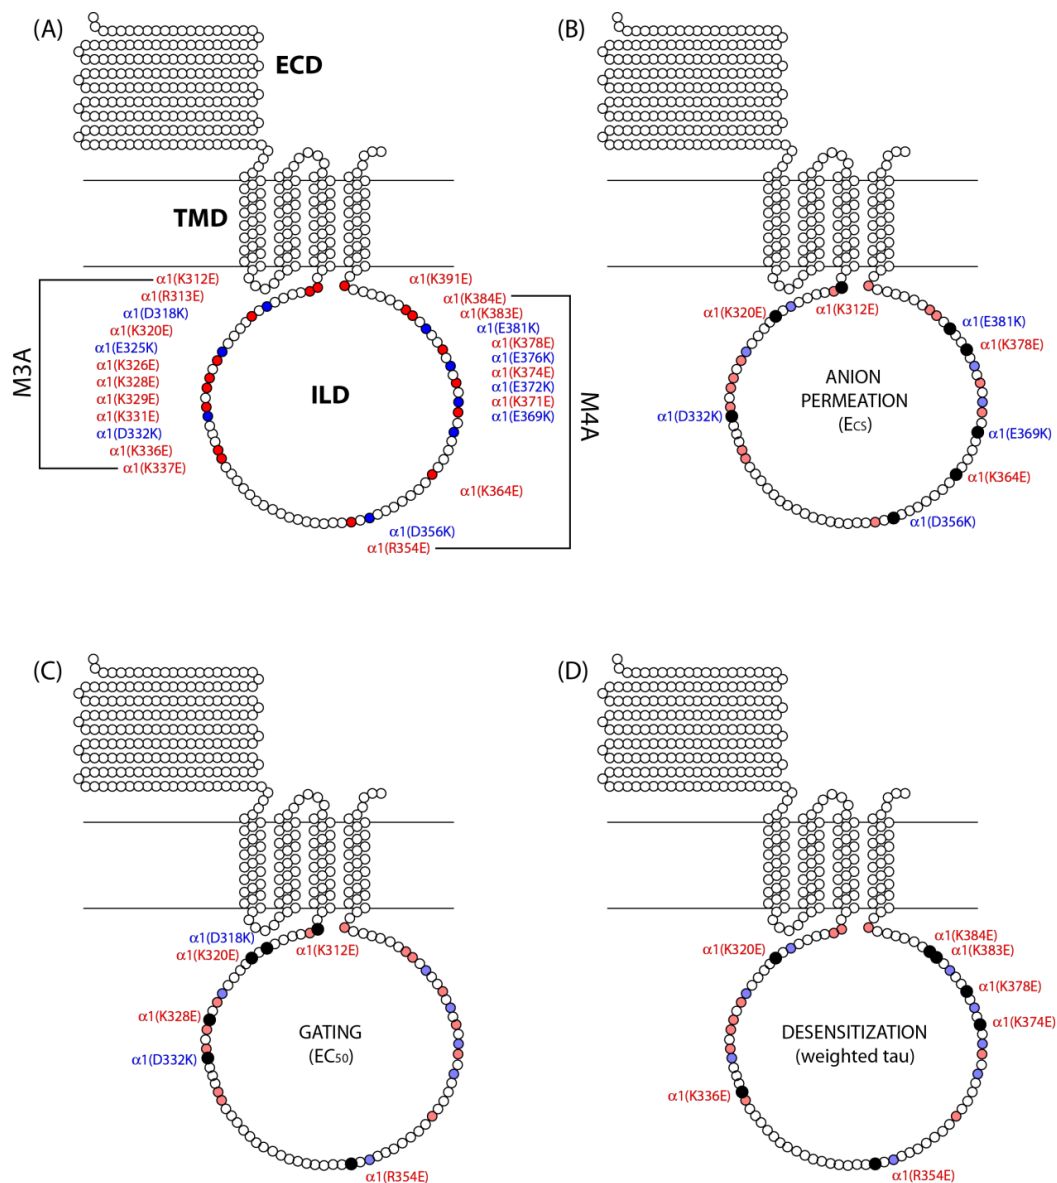 (A)
ECD
TMD
α1(K312E)
α1(R313E)
α1(D318K)
α1(K320E)
α1(E325K)
α1(K326E)
α1(K328E)
α1(K329E)
α1(K331E)
α1(D332K)
α1(K336E)
α1(K337E)
M3A
ILD
α1(K391E)
α1(K384E)
α1(K383E)
α1(E381K)
α1(K378E)
α1(E376K)
α1(K374E)
α1(E372K)
α1(K371E)
α1(E369K)
M4A
α1(K364E)
α1(D356K)
α1(R354E)
(B)
α1(K320E)
α1(K312E)
α1(E381K)
α1(K378E)
ANION
PERMEATION
(ECS)
α1(D332K)
α1(E369K)
α1(K364E)
α1(D356K)
(C)
α1(D318K)
α1(K320E)
α1(K312E)
α1(K328E)
GATING
(EC50)
α1(D332K)
α1(R354E)
(D)
α1(K320E)
α1(K384E)
α1(K383E)
α1(K378E)
α1(K374E)
DESENSITIZATION
(weighted tau)
α1(K336E)
α1(R354E)